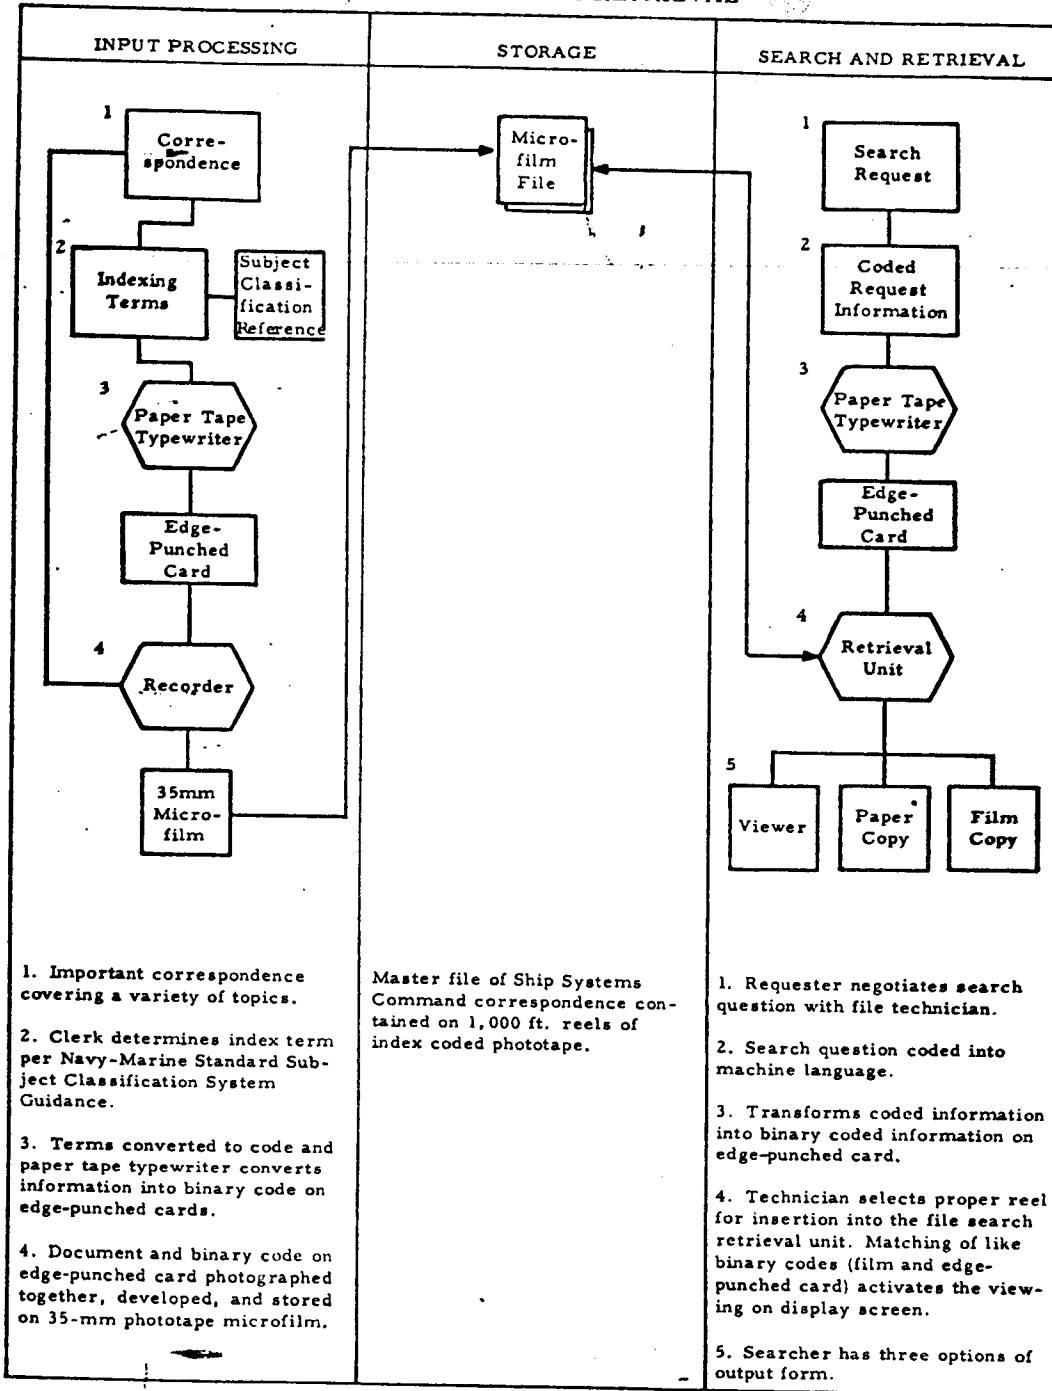 INPUT PROCESSING
1
Corre-
spondence
2
Indexing
Terms
Subject
Classi-
fication
Reference
3
Paper Tape
Typewriter
Edge-
Punched
Card
4
Recorder
35mm
Micro-
film
1. Important correspondence
covering a variety of topics.
2. Clerk determines index term
per Navy-Marine Standard Sub-
ject Classification System
Guidance.
3. Terms converted to code and
paper tape typewriter converts
information into binary code on
edge-punched cards.
4. Document and binary code on
edge-punched card photographed
together, developed, and stored
on 35-mm phototape microfilm.
STORAGE
Micro-
film
File
Master file of Ship Systems
Command correspondence con-
tained on 1,000 ft. reels of
index coded phototape.
SEARCH AND RETRIEVAL
1
Search
Request
2
Coded
Request
Information
3
Paper Tape
Typewriter
Edge-
Punched
Card
4
Retrieval
Unit
5
Viewer
Paper
Copy
Film
Copy
1. Requester negotiates search
question with file technician.
2. Search question coded into
machine language.
3. Transforms coded information
into binary coded information on
edge-punched card.
4. Technician selects proper reel
for insertion into the file search
retrieval unit. Matching of like
binary codes (film and edge-
punched card) activates the view-
ing on display screen.
5. Searcher has three options of
output form.